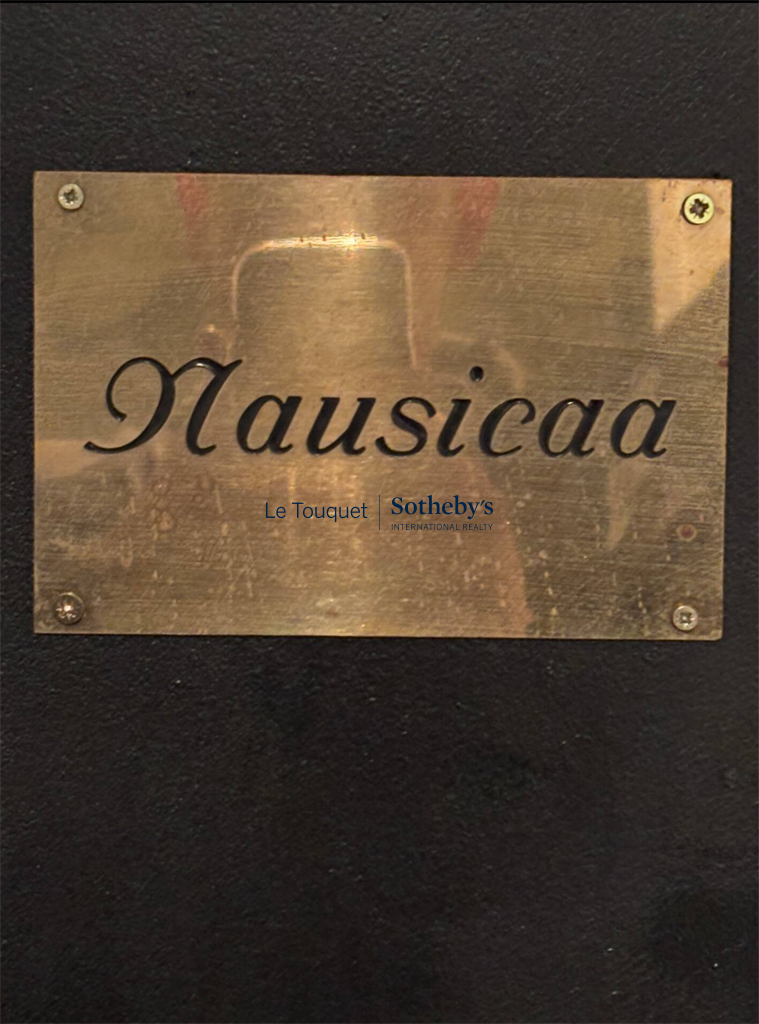 Nausicaa
Le Touquet Sotheby's
INTERNATIONAL REALTY